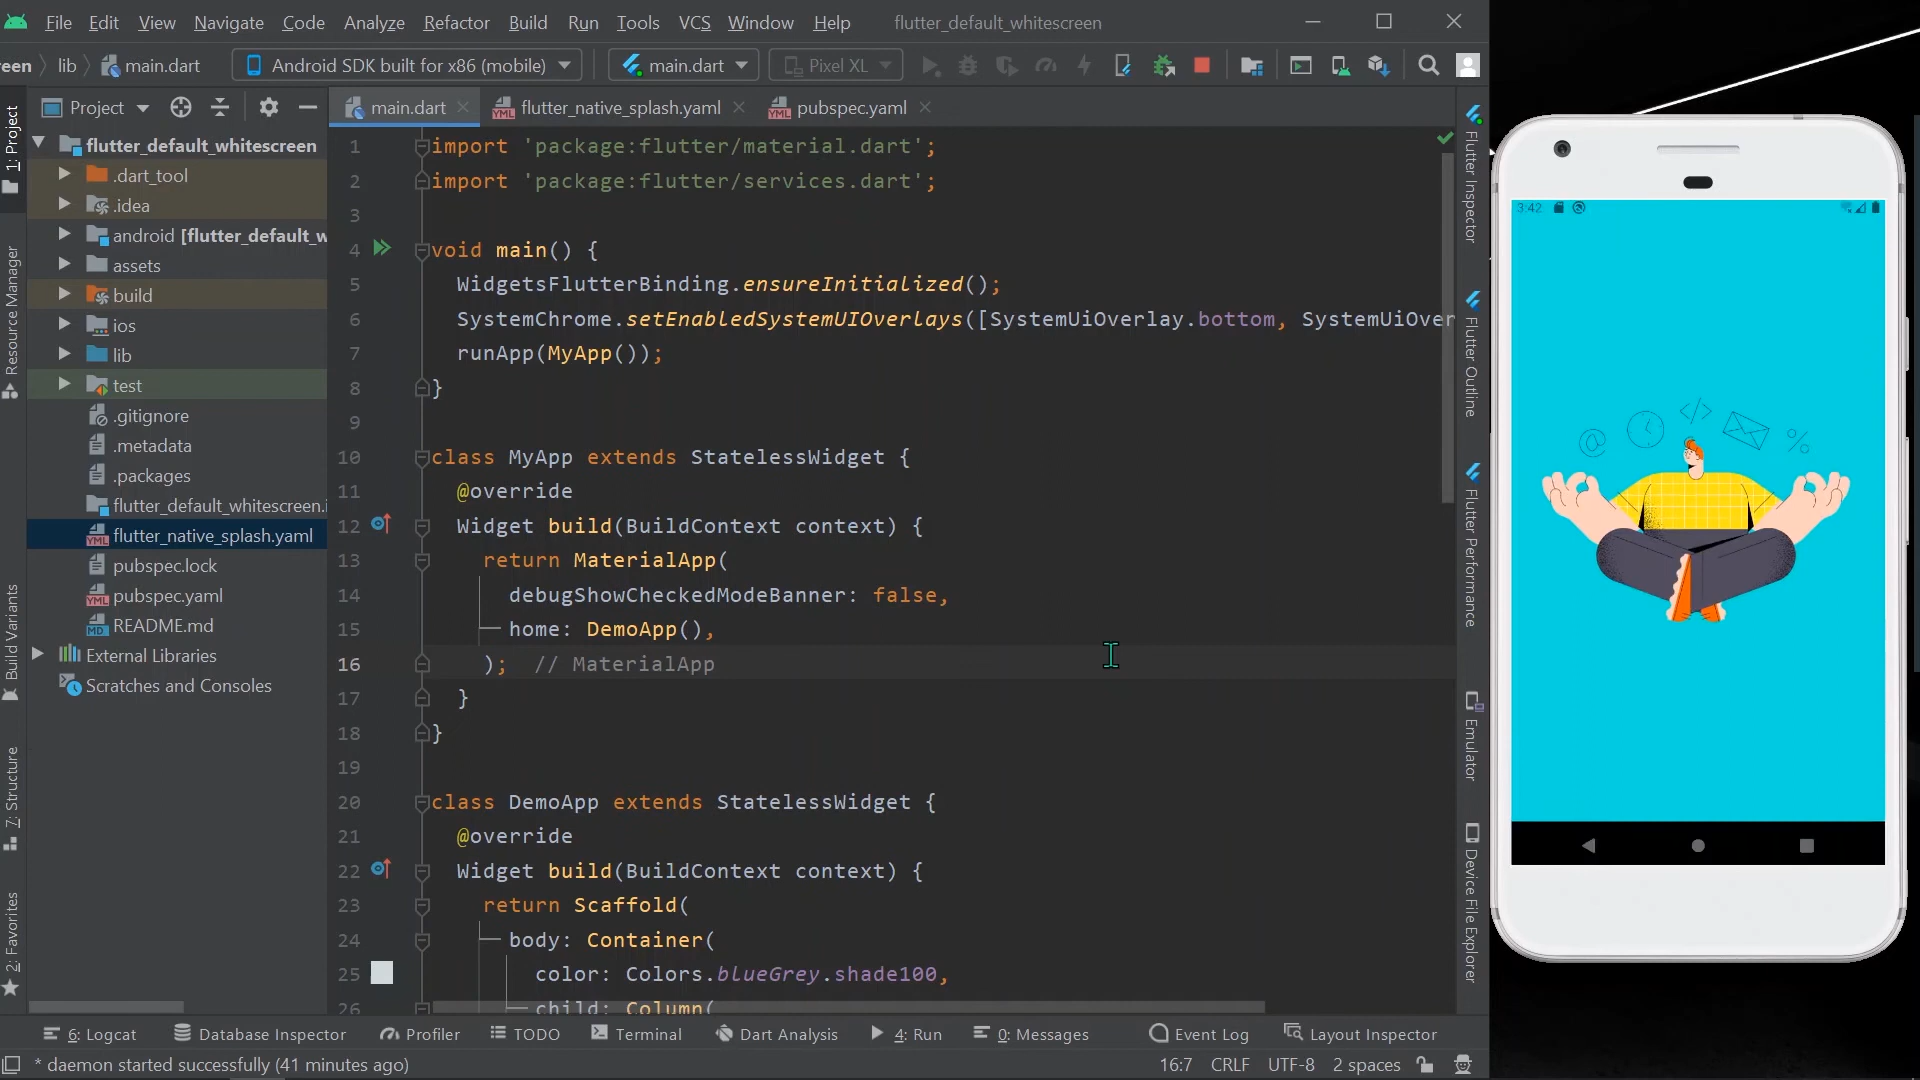 File Edit View Navigate Code Analyze Refactor Build Run Tools VCS Window Help flutter_default_whitescreen
een lib main.dart Android SDK built for x86 (mobile) main.dart Pixel XL
Project
main.dart flutter_native_splash.yaml pubspec.yaml
flutter_default_whitescreen
.dart_tool
.idea
android [flutter_default_w
assets
build
ios
lib
test
.gitignore
.metadata
.packages
flutter_default_whitescreen.i
flutter_native_splash.yaml
pubspec.lock
pubspec.yaml
README.md
External Libraries
Scratches and Consoles
1: Project
Resource Manager
Build Variants
7: Structure
2: Favorites
1 import 'package:flutter/material.dart';
2 import 'package:flutter/services.dart';
3
4 void main() {
5 WidgetsFlutterBinding.ensureInitialized();
6 SystemChrome.setEnabledSystemUIOverlays([SystemUiOverlay.bottom, SystemUiOver
7 runApp(MyApp());
8 }
9
10 class MyApp extends StatelessWidget {
11 @override
12 Widget build(BuildContext context) {
13 return MaterialApp(
14 debugShowCheckedModeBanner: false,
15 home: DemoApp(),
16 ); // MaterialApp
17 }
18 }
19
20 class DemoApp extends StatelessWidget {
21 @override
22 Widget build(BuildContext context) {
23 return Scaffold(
24 body: Container(
25 color: Colors.blueGrey.shade100,
26 child: Column(
Flutter Inspector
Flutter Outline
Flutter Performance
Emulator
Device File Explorer
3:42
@ </> %
6: Logcat Database Inspector Profiler TODO Terminal Dart Analysis 4: Run 0: Messages Event Log Layout Inspector
* daemon started successfully (41 minutes ago) 16:7 CRLF UTF-8 2 spaces